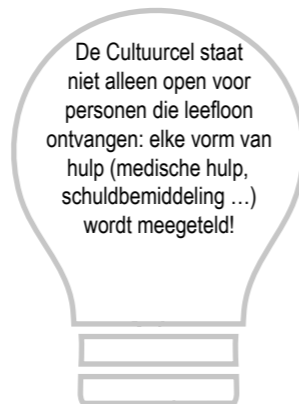 De Cultuurcel staat
niet alleen open voor
personen die leefloon
ontvangen: elke vorm van
hulp (medische hulp,
schuldbemiddeling …)
wordt meegeteld!